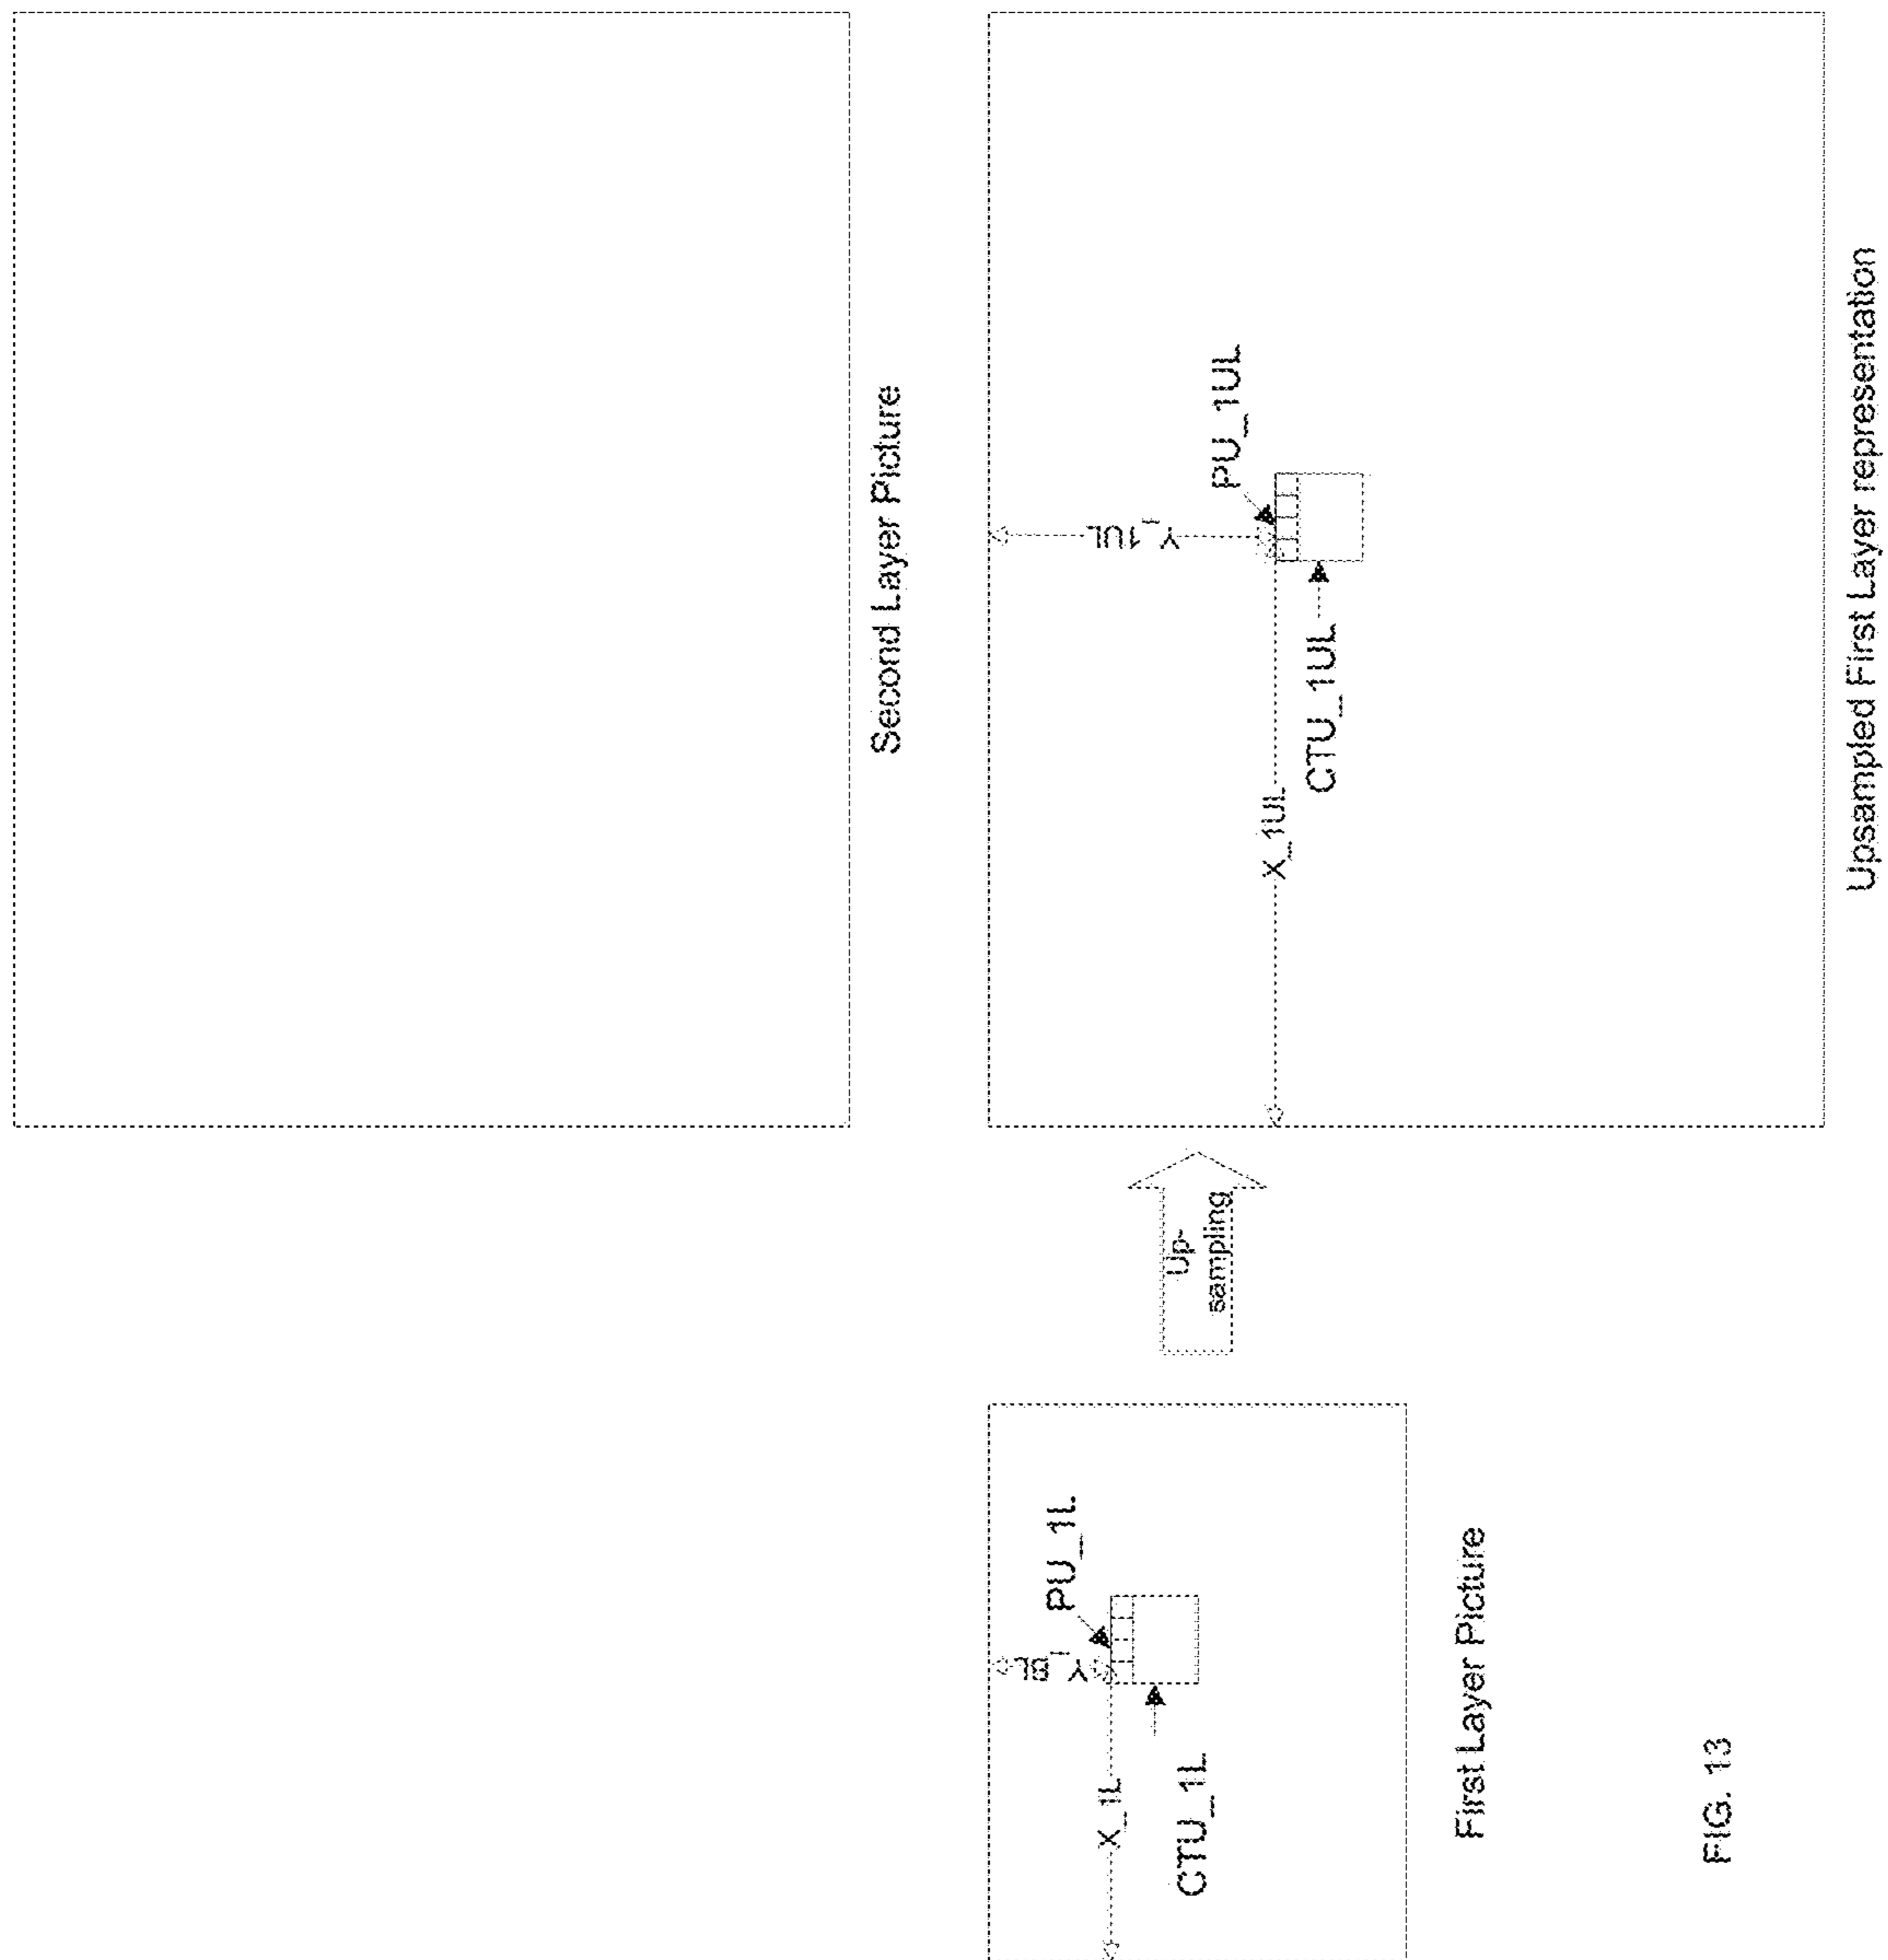 Second Layer Picture
Y_BL
PU_1L
X_1L
CTU_1L
First Layer Picture
Up-
sampling
Y_1UL
PU_1UL
X_1UL
CTU_1UL
Upsampled First Layer representation
FIG. 13